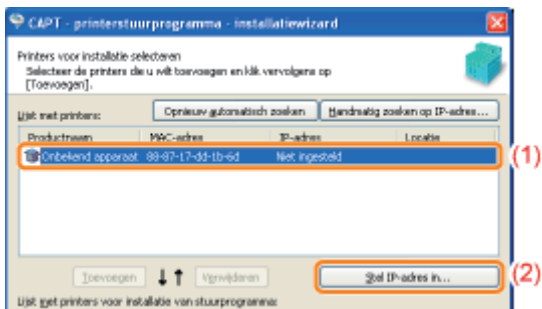 CAPT - printerstuurprogramma - installatiewizard
Printers voor installatie selecteren
Selecteer de printers die u wilt toevoegen en klik vervolgens op
[Toevoegen].
Lijst met printers:
Opnieuw automatisch zoeken
Handmatig zoeken op IP-adres...
Productnaam MAC-adres IP-adres Locatie
Onbekend apparaat 88-87-17-dd-1b-6d Niet ingesteld
(1)
Toevoegen
Verwijderen
Stel IP-adres in...
(2)
Lijst met printers voor installatie van stuurprogramma: